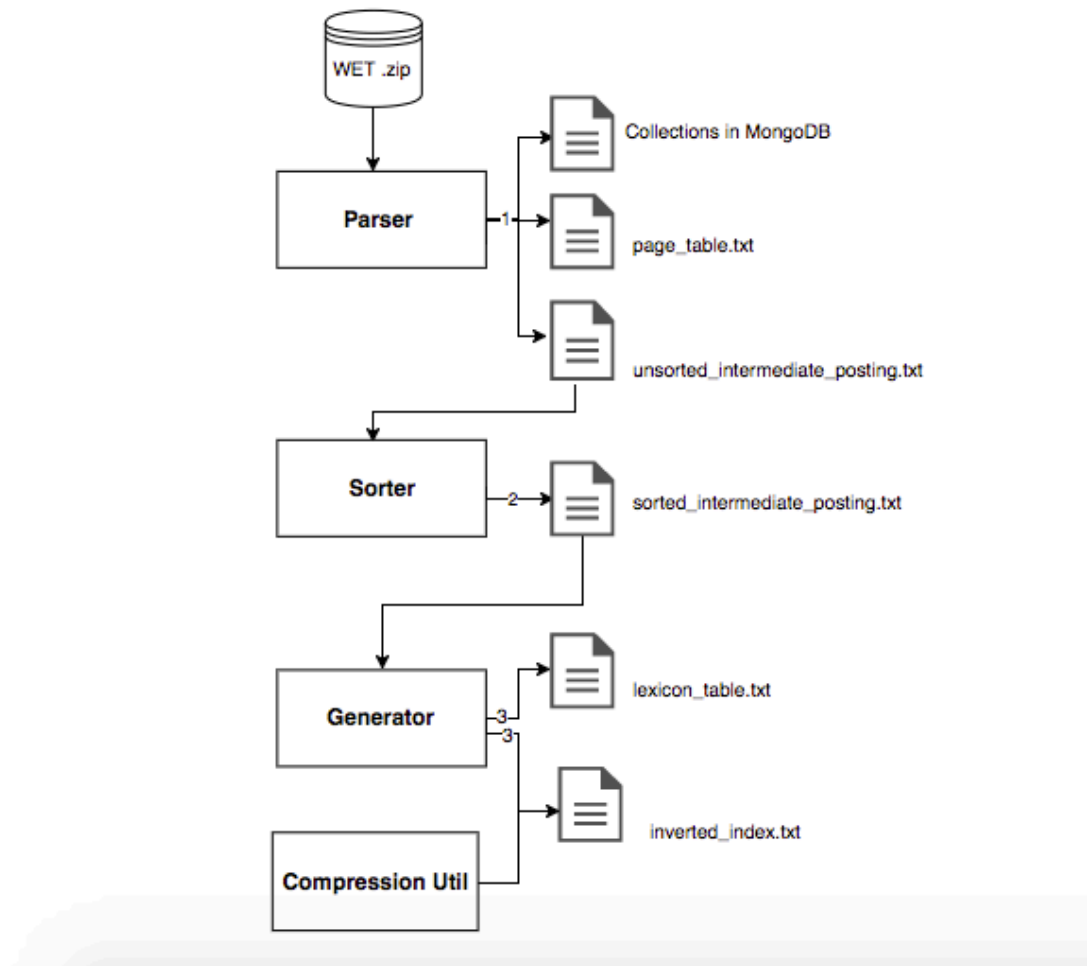 WET .zip
Collections in MongoDB
Parser
1
page_table.txt
unsorted_intermediate_posting.txt
Sorter
2
sorted_intermediate_posting.txt
lexicon_table.txt
Generator
3
3
inverted_index.txt
Compression Util